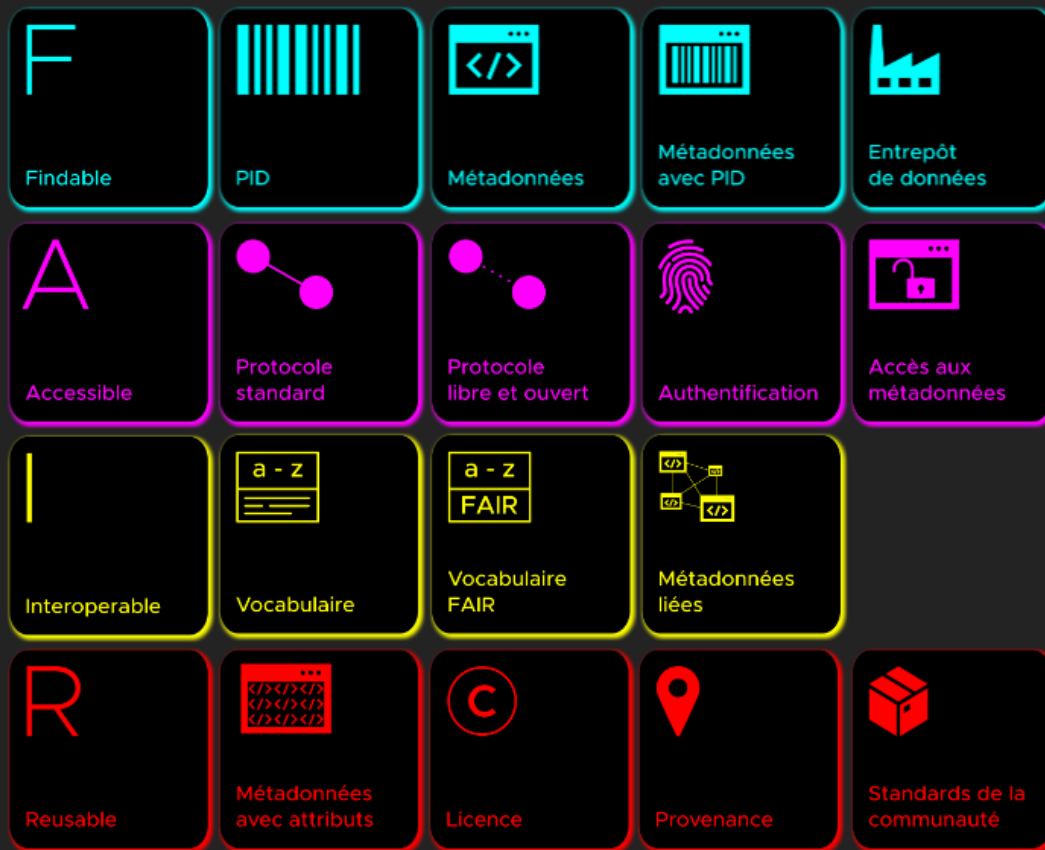 F
Findable
PID
</>
Métadonnées
Métadonnées
avec PID
Entrepôt
de données
A
Accessible
Protocole
standard
Protocole
libre et ouvert
Authentification
Accès aux
métadonnées
I
Interoperable
a - z
Vocabulaire
a - z
FAIR
Vocabulaire
FAIR
</>
</>
</>
</>
Métadonnées
liées
R
Reusable
</></></>
</></></>
</></></>
Métadonnées
avec attributs
C
Licence
Provenance
Standards de la
communauté